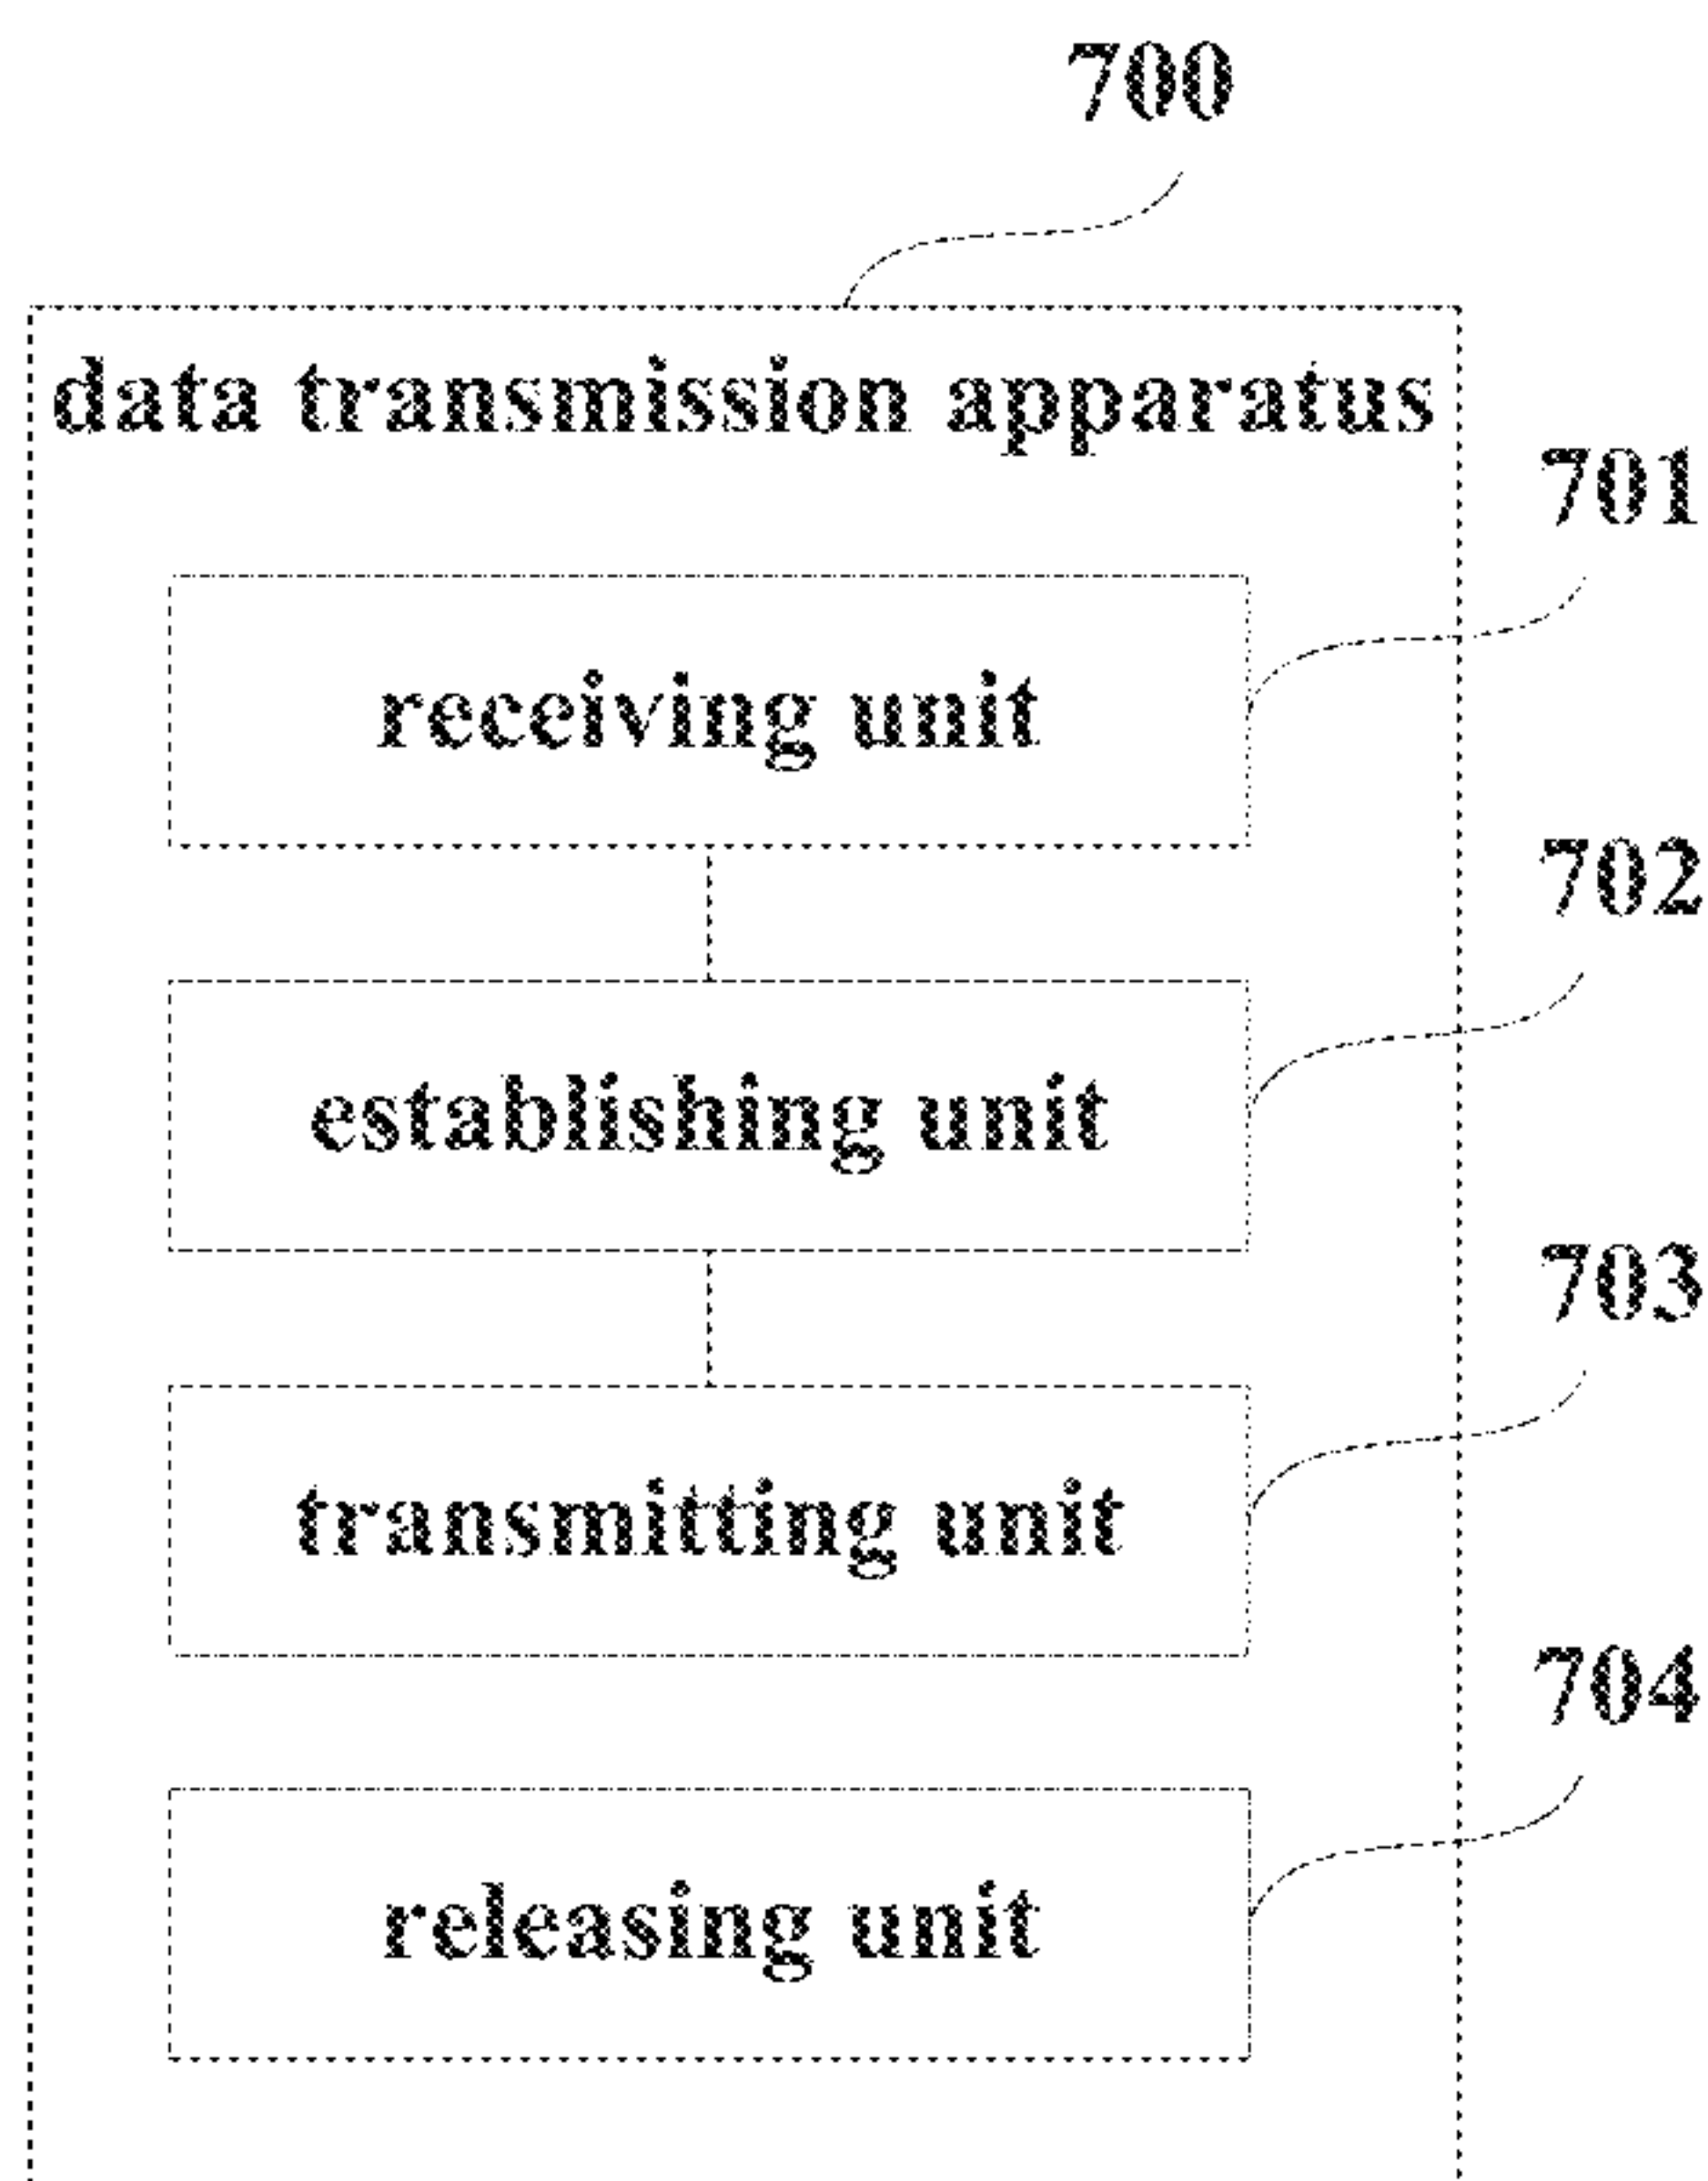 700
data transmission apparatus
701
receiving unit
702
establishing unit
703
transmitting unit
704
releasing unit